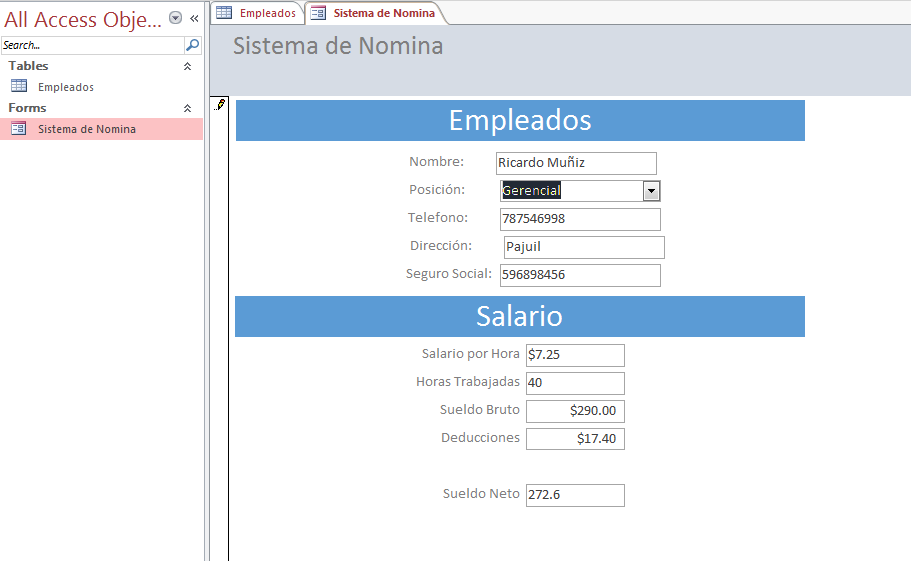 All Access Obje...
Search...
Tables
Empleados
Forms
Sistema de Nomina
Empleados
Sistema de Nomina
Sistema de Nomina
Empleados
Nombre: Ricardo Muñiz
Posición: Gerencial
Telefono: 787546998
Dirección: Pajuil
Seguro Social: 596898456
Salario
Salario por Hora $7.25
Horas Trabajadas 40
Sueldo Bruto $290.00
Deducciones $17.40
Sueldo Neto 272.6